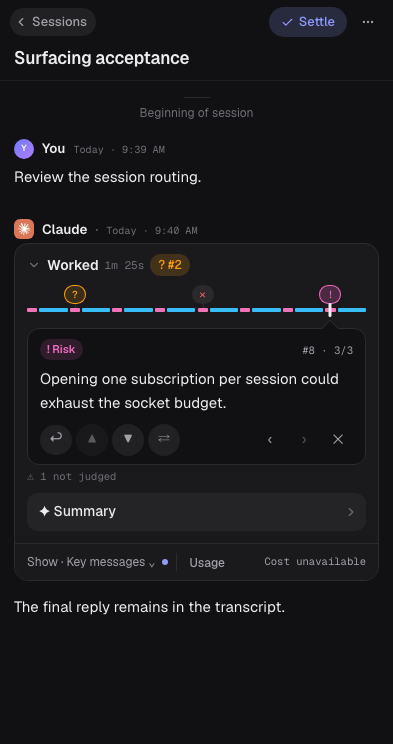 Sessions
Settle
Surfacing acceptance
Beginning of session
Y You Today · 9:39 AM
Review the session routing.
Claude · Today · 9:40 AM
Worked 1m 25s ? #2
? × !
! Risk #8 · 3/3
Opening one subscription per session could
exhaust the socket budget.
⚠ 1 not judged
✦ Summary
Show · Key messages Usage Cost unavailable
The final reply remains in the transcript.